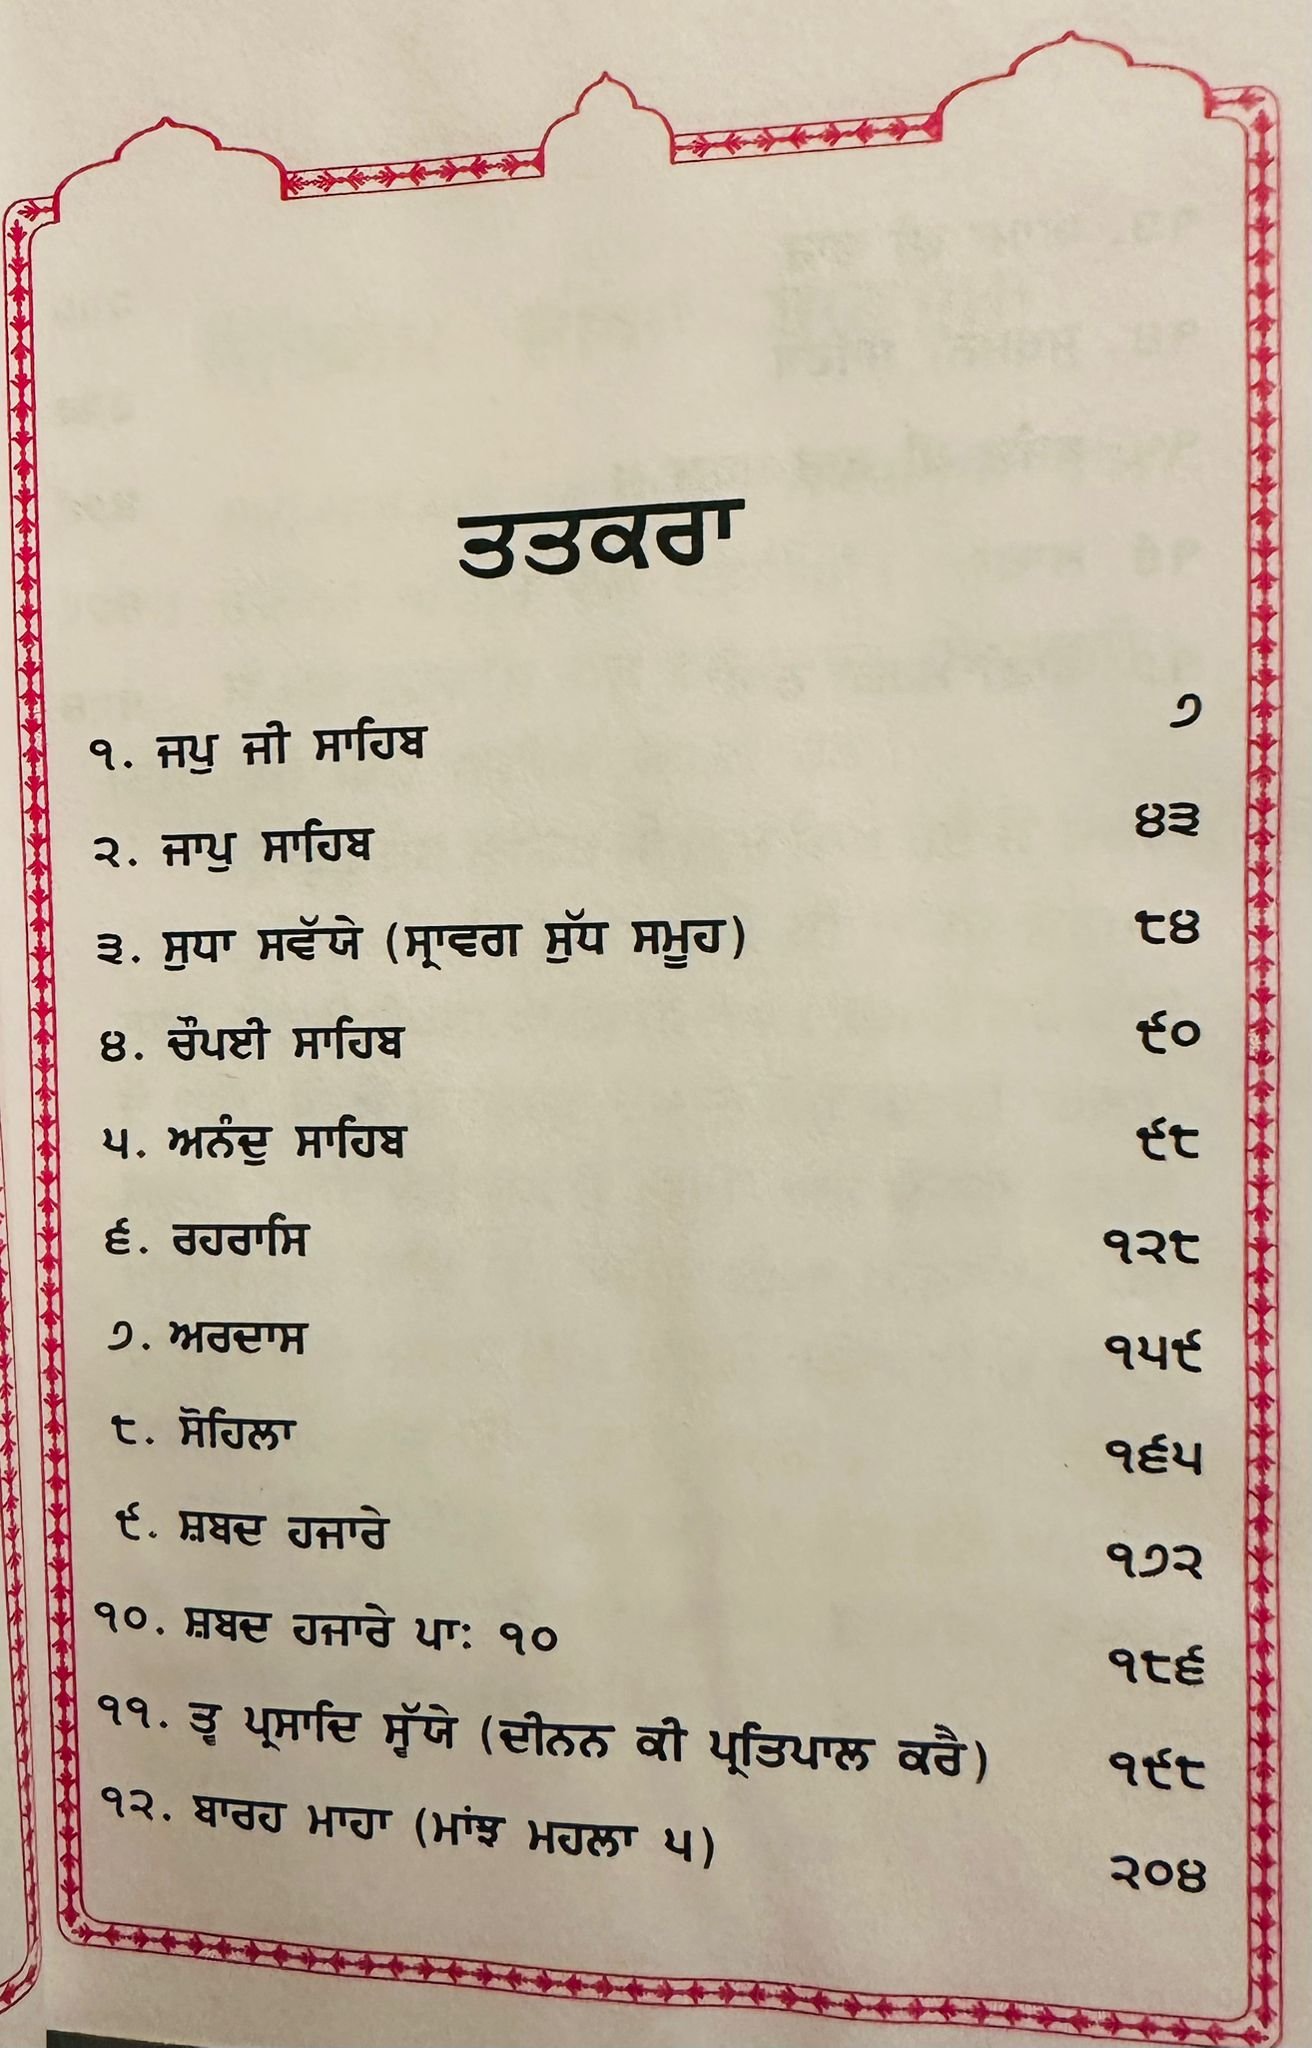 ਤਤਕਰਾ
੧. ਜਪੁ ਜੀ ਸਾਹਿਬ ੭
੨. ਜਾਪੁ ਸਾਹਿਬ ੪੩
੩. ਸੁਧਾ ਸਵੱਯੇ (ਸ੍ਰਾਵਗ ਸੁੱਧ ਸਮੂਹ) ੮੪
੪. ਚੌਪਈ ਸਾਹਿਬ ੯੦
੫. ਅਨੰਦੁ ਸਾਹਿਬ ੯੮
੬. ਰਹਰਾਸਿ ੧੨੮
੭. ਅਰਦਾਸ ੧੫੯
੮. ਸੋਹਿਲਾ ੧੬੫
੯. ਸ਼ਬਦ ਹਜਾਰੇ ੧੭੨
੧੦. ਸ਼ਬਦ ਹਜਾਰੇ ਪਾ: ੧੦ ੧੮੬
੧੧. ਤ੍ਵ ਪ੍ਰਸਾਦਿ ਸ੍ਵੱਯੇ (ਦੀਨਨ ਕੀ ਪ੍ਰਤਿਪਾਲ ਕਰੈ) ੧੯੮
੧੨. ਬਾਰਹ ਮਾਹਾ (ਮਾਂਝ ਮਹਲਾ ੫) ੨੦੪